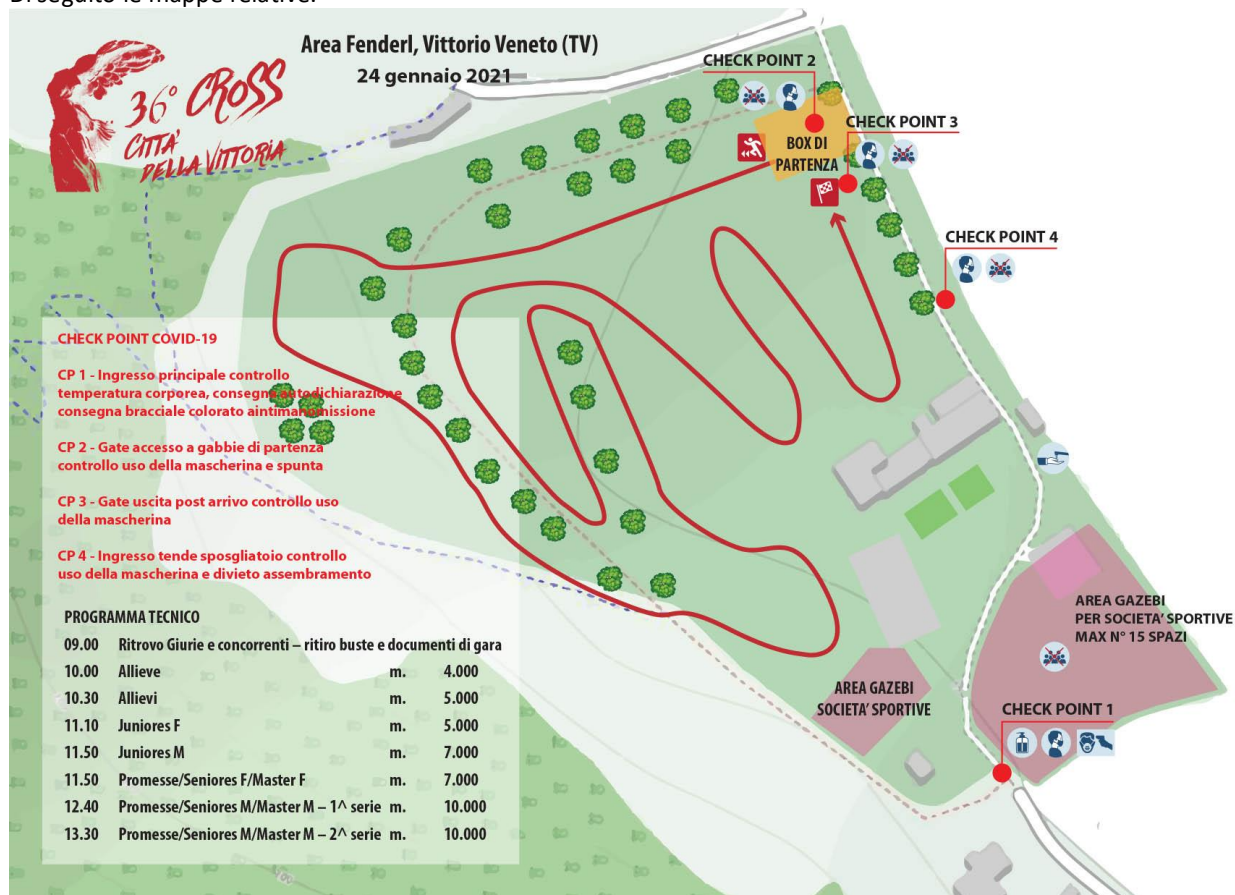 Di seguito le mappe relative:
36° CROSS
CITTÀ
DELLA VITTORIA
Area Fenderl, Vittorio Veneto (TV)
24 gennaio 2021
CHECK POINT 2
CHECK POINT 3
BOX DI
PARTENZA
CHECK POINT 4
CHECK POINT COVID-19
CP 1 - Ingresso principale controllo
temperatura corporea, consegna autodichiarazione
consegna bracciale colorato aintimanomissione
CP 2 - Gate accesso a gabbie di partenza
controllo uso della mascherina e spunta
CP 3 - Gate uscita post arrivo controllo uso
della mascherina
CP 4 - Ingresso tende sposgliatoio controllo
uso della mascherina e divieto assembramento
PROGRAMMA TECNICO
09.00 Ritrovo Giurie e concorrenti – ritiro buste e documenti di gara
10.00 Allieve m. 4.000
10.30 Allievi m. 5.000
11.10 Juniores F m. 5.000
11.50 Juniores M m. 7.000
11.50 Promesse/Seniores F/Master F m. 7.000
12.40 Promesse/Seniores M/Master M – 1^ serie m. 10.000
13.30 Promesse/Seniores M/Master M – 2^ serie m. 10.000
AREA GAZEBI
PER SOCIETA' SPORTIVE
MAX N° 15 SPAZI
AREA GAZEBI
SOCIETA' SPORTIVE
CHECK POINT 1